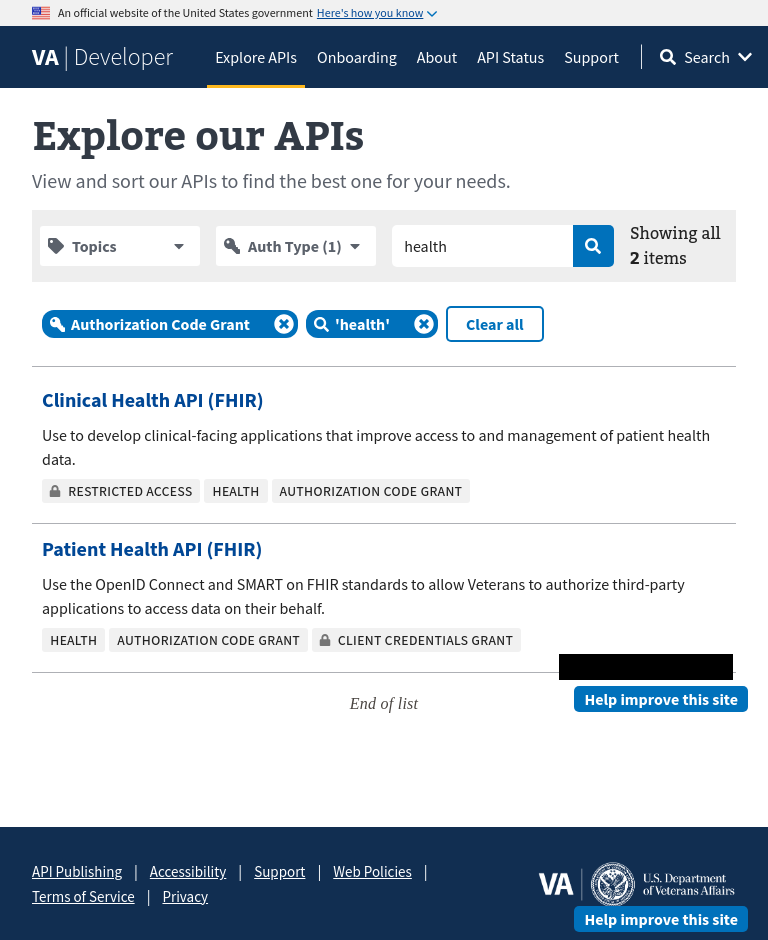 An official website of the United States government Here's how you know
VA | Developer
Explore APIs
Onboarding
About
API Status
Support
Search
Explore our APIs
View and sort our APIs to find the best one for your needs.
Topics
Auth Type (1)
health
Showing all
2 items
Authorization Code Grant
'health'
Clear all
Clinical Health API (FHIR)
Use to develop clinical-facing applications that improve access to and management of patient health
data.
RESTRICTED ACCESS
HEALTH
AUTHORIZATION CODE GRANT
Patient Health API (FHIR)
Use the OpenID Connect and SMART on FHIR standards to allow Veterans to authorize third-party
applications to access data on their behalf.
HEALTH
AUTHORIZATION CODE GRANT
CLIENT CREDENTIALS GRANT
End of list
Help improve this site
API Publishing | Accessibility | Support | Web Policies |
Terms of Service | Privacy
VA
U.S. Department
of Veterans Affairs
Help improve this site